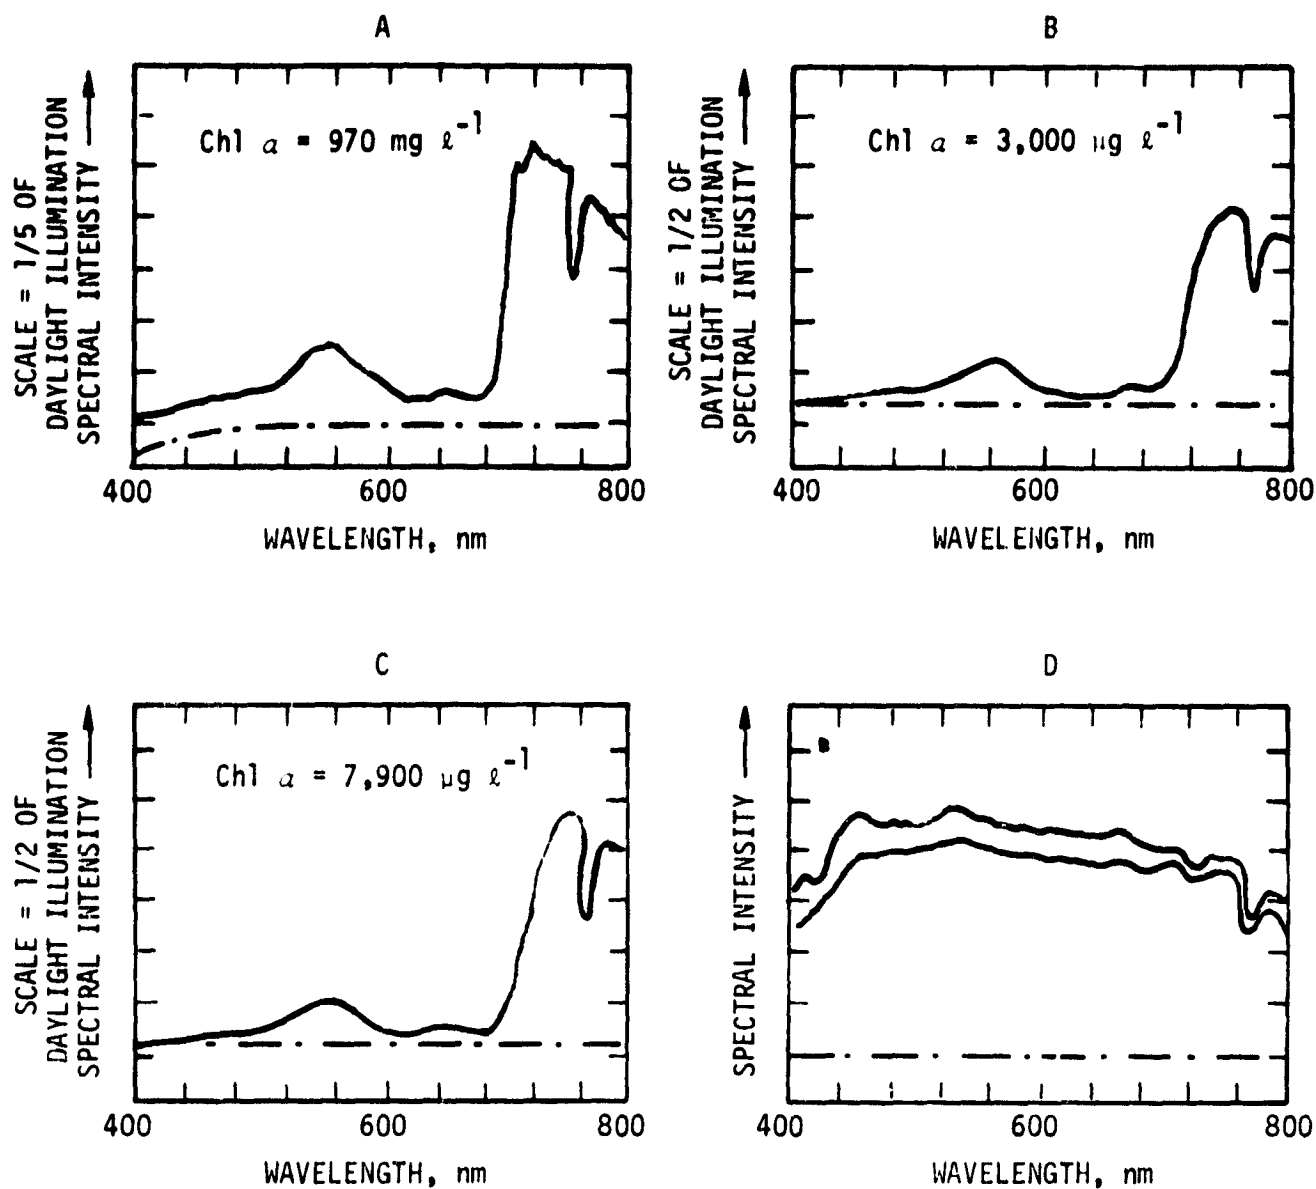 A
SCALE = 1/5 OF
DAYLIGHT ILLUMINATION
SPECTRAL INTENSITY
Chl a = 970 mg ℓ⁻¹
400
600
800
WAVELENGTH, nm
B
SCALE = 1/2 OF
DAYLIGHT ILLUMINATION
SPECTRAL INTENSITY
Chl a = 3,000 μg ℓ⁻¹
400
600
800
WAVELENGTH, nm
C
SCALE = 1/2 OF
DAYLIGHT ILLUMINATION
SPECTRAL INTENSITY
Chl a = 7,900 μg ℓ⁻¹
400
600
800
WAVELENGTH, nm
D
SPECTRAL INTENSITY
400
600
800
WAVELENGTH, nm